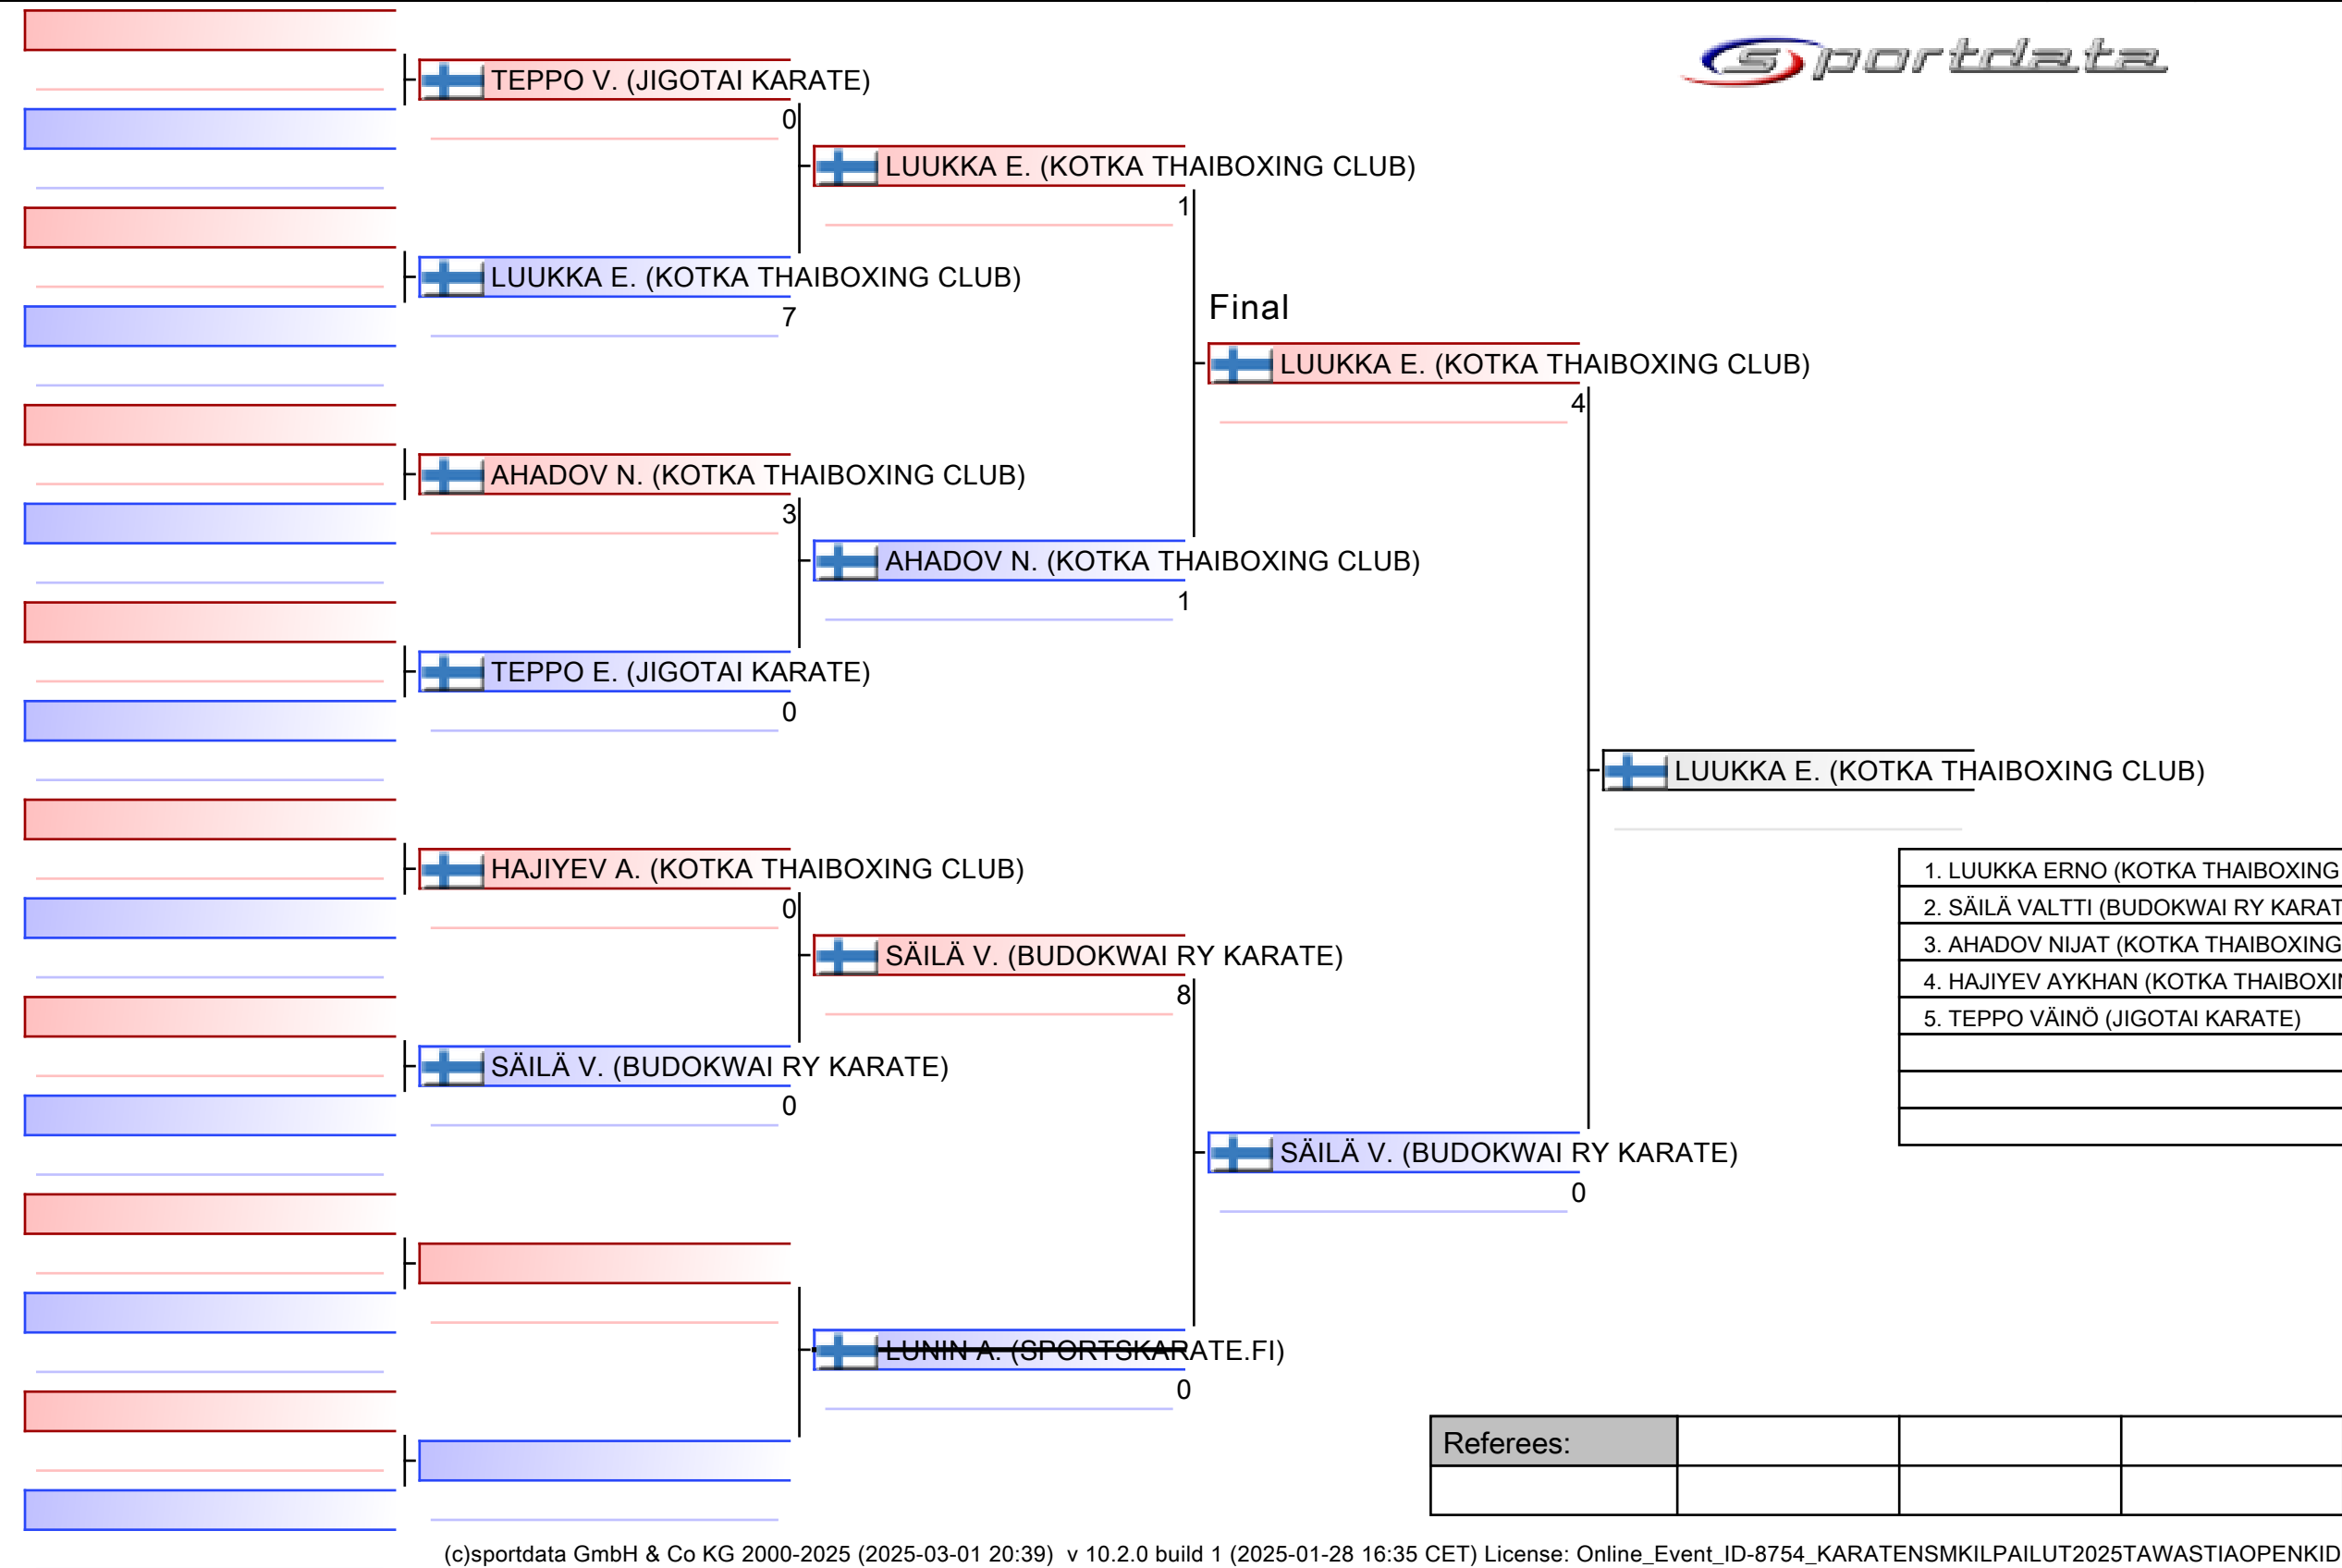 sportdata
TEPPO V. (JIGOTAI KARATE)
0
LUUKKA E. (KOTKA THAIBOXING CLUB)
1
LUUKKA E. (KOTKA THAIBOXING CLUB)
7
Final
LUUKKA E. (KOTKA THAIBOXING CLUB)
4
AHADOV N. (KOTKA THAIBOXING CLUB)
3
AHADOV N. (KOTKA THAIBOXING CLUB)
1
TEPPO E. (JIGOTAI KARATE)
0
LUUKKA E. (KOTKA THAIBOXING CLUB)
HAJIYEV A. (KOTKA THAIBOXING CLUB)
0
SÄILÄ V. (BUDOKWAI RY KARATE)
8
SÄILÄ V. (BUDOKWAI RY KARATE)
0
SÄILÄ V. (BUDOKWAI RY KARATE)
0
LUNIN A. (SPORTSKARATE.FI)
0
1. LUUKKA ERNO (KOTKA THAIBOXING
2. SÄILÄ VALTTI (BUDOKWAI RY KARAT
3. AHADOV NIJAT (KOTKA THAIBOXING
4. HAJIYEV AYKHAN (KOTKA THAIBOXIN
5. TEPPO VÄINÖ (JIGOTAI KARATE)
Referees:
(c)sportdata GmbH & Co KG 2000-2025 (2025-03-01 20:39) v 10.2.0 build 1 (2025-01-28 16:35 CET) License: Online_Event_ID-8754_KARATENSMKILPAILUT2025TAWASTIAOPENKID